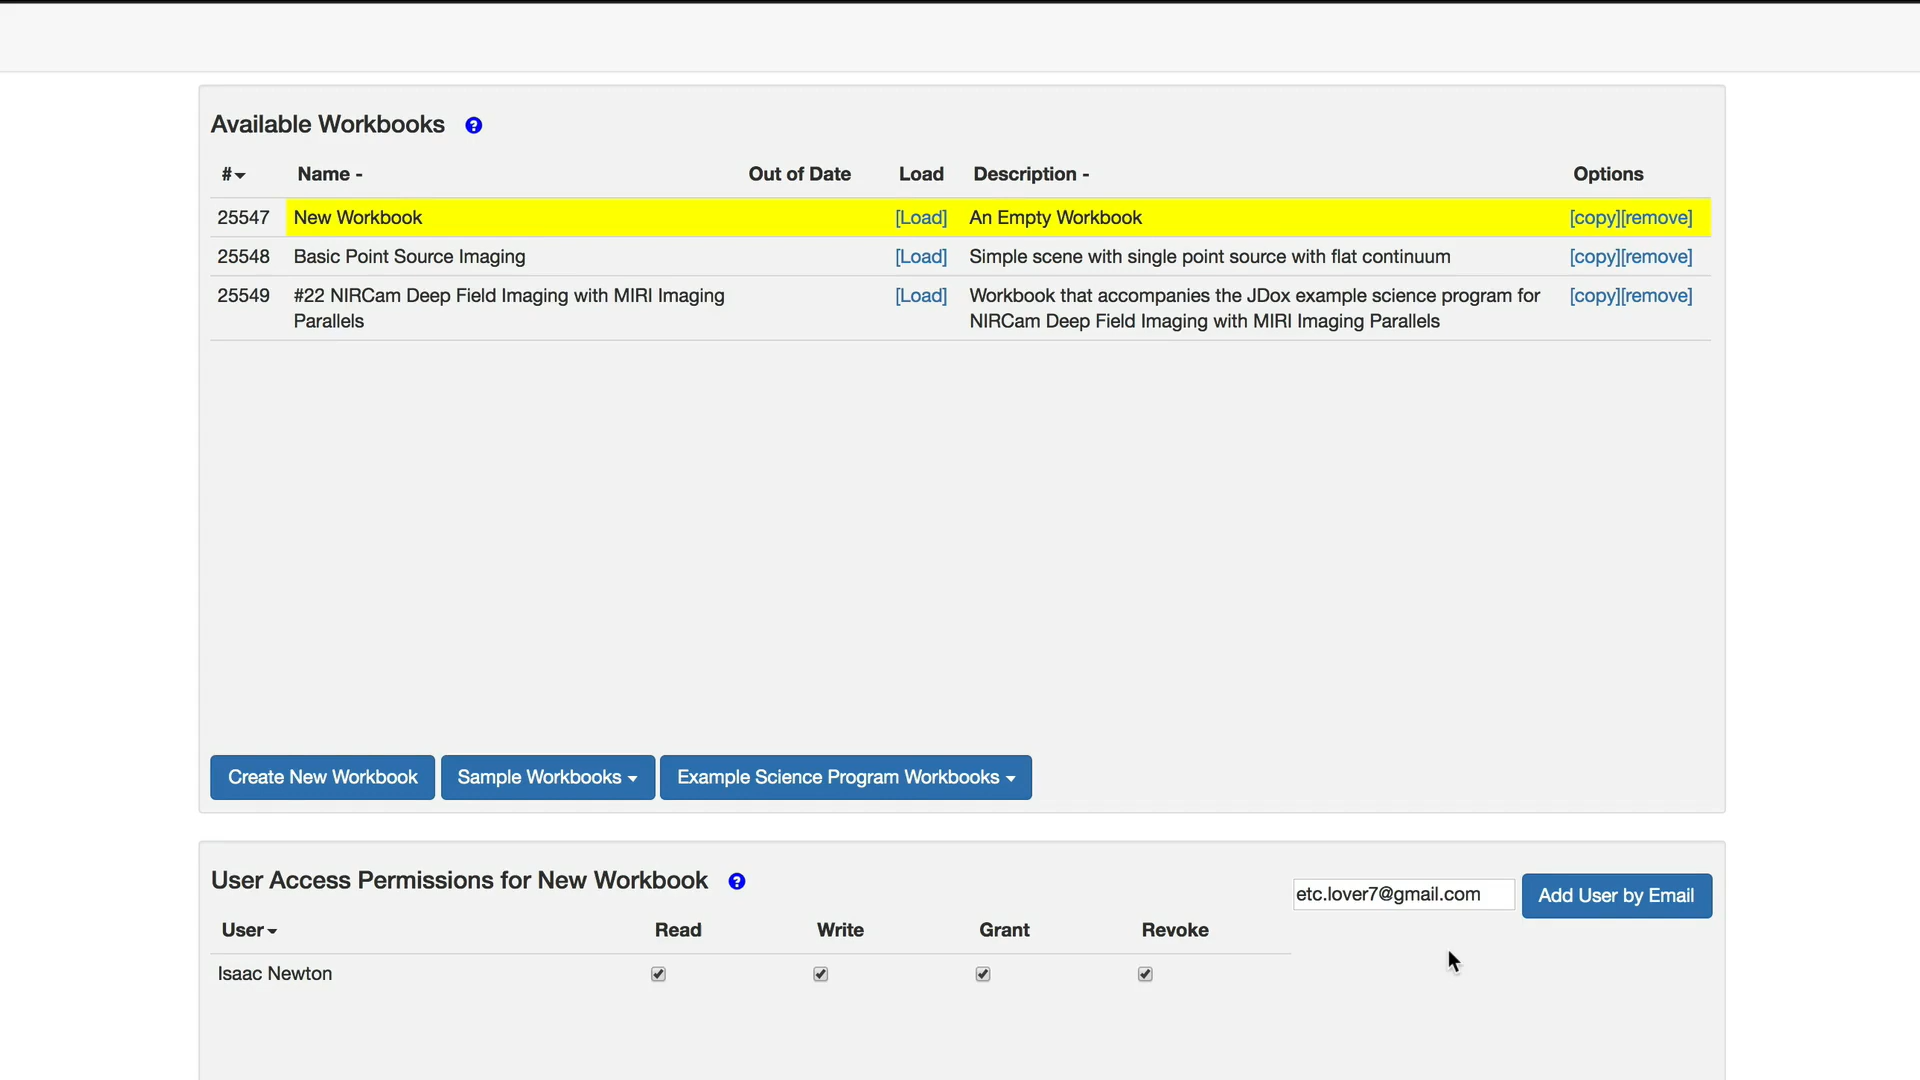 Available Workbooks ?
# Name - Out of Date Load Description - Options
25547 New Workbook [Load] An Empty Workbook [copy][remove]
25548 Basic Point Source Imaging [Load] Simple scene with single point source with flat continuum [copy][remove]
25549 #22 NIRCam Deep Field Imaging with MIRI Imaging [Load] Workbook that accompanies the JDox example science program for [copy][remove]
Parallels NIRCam Deep Field Imaging with MIRI Imaging Parallels
Create New Workbook Sample Workbooks Example Science Program Workbooks
User Access Permissions for New Workbook ?
etc.lover7@gmail.com Add User by Email
User Read Write Grant Revoke
Isaac Newton